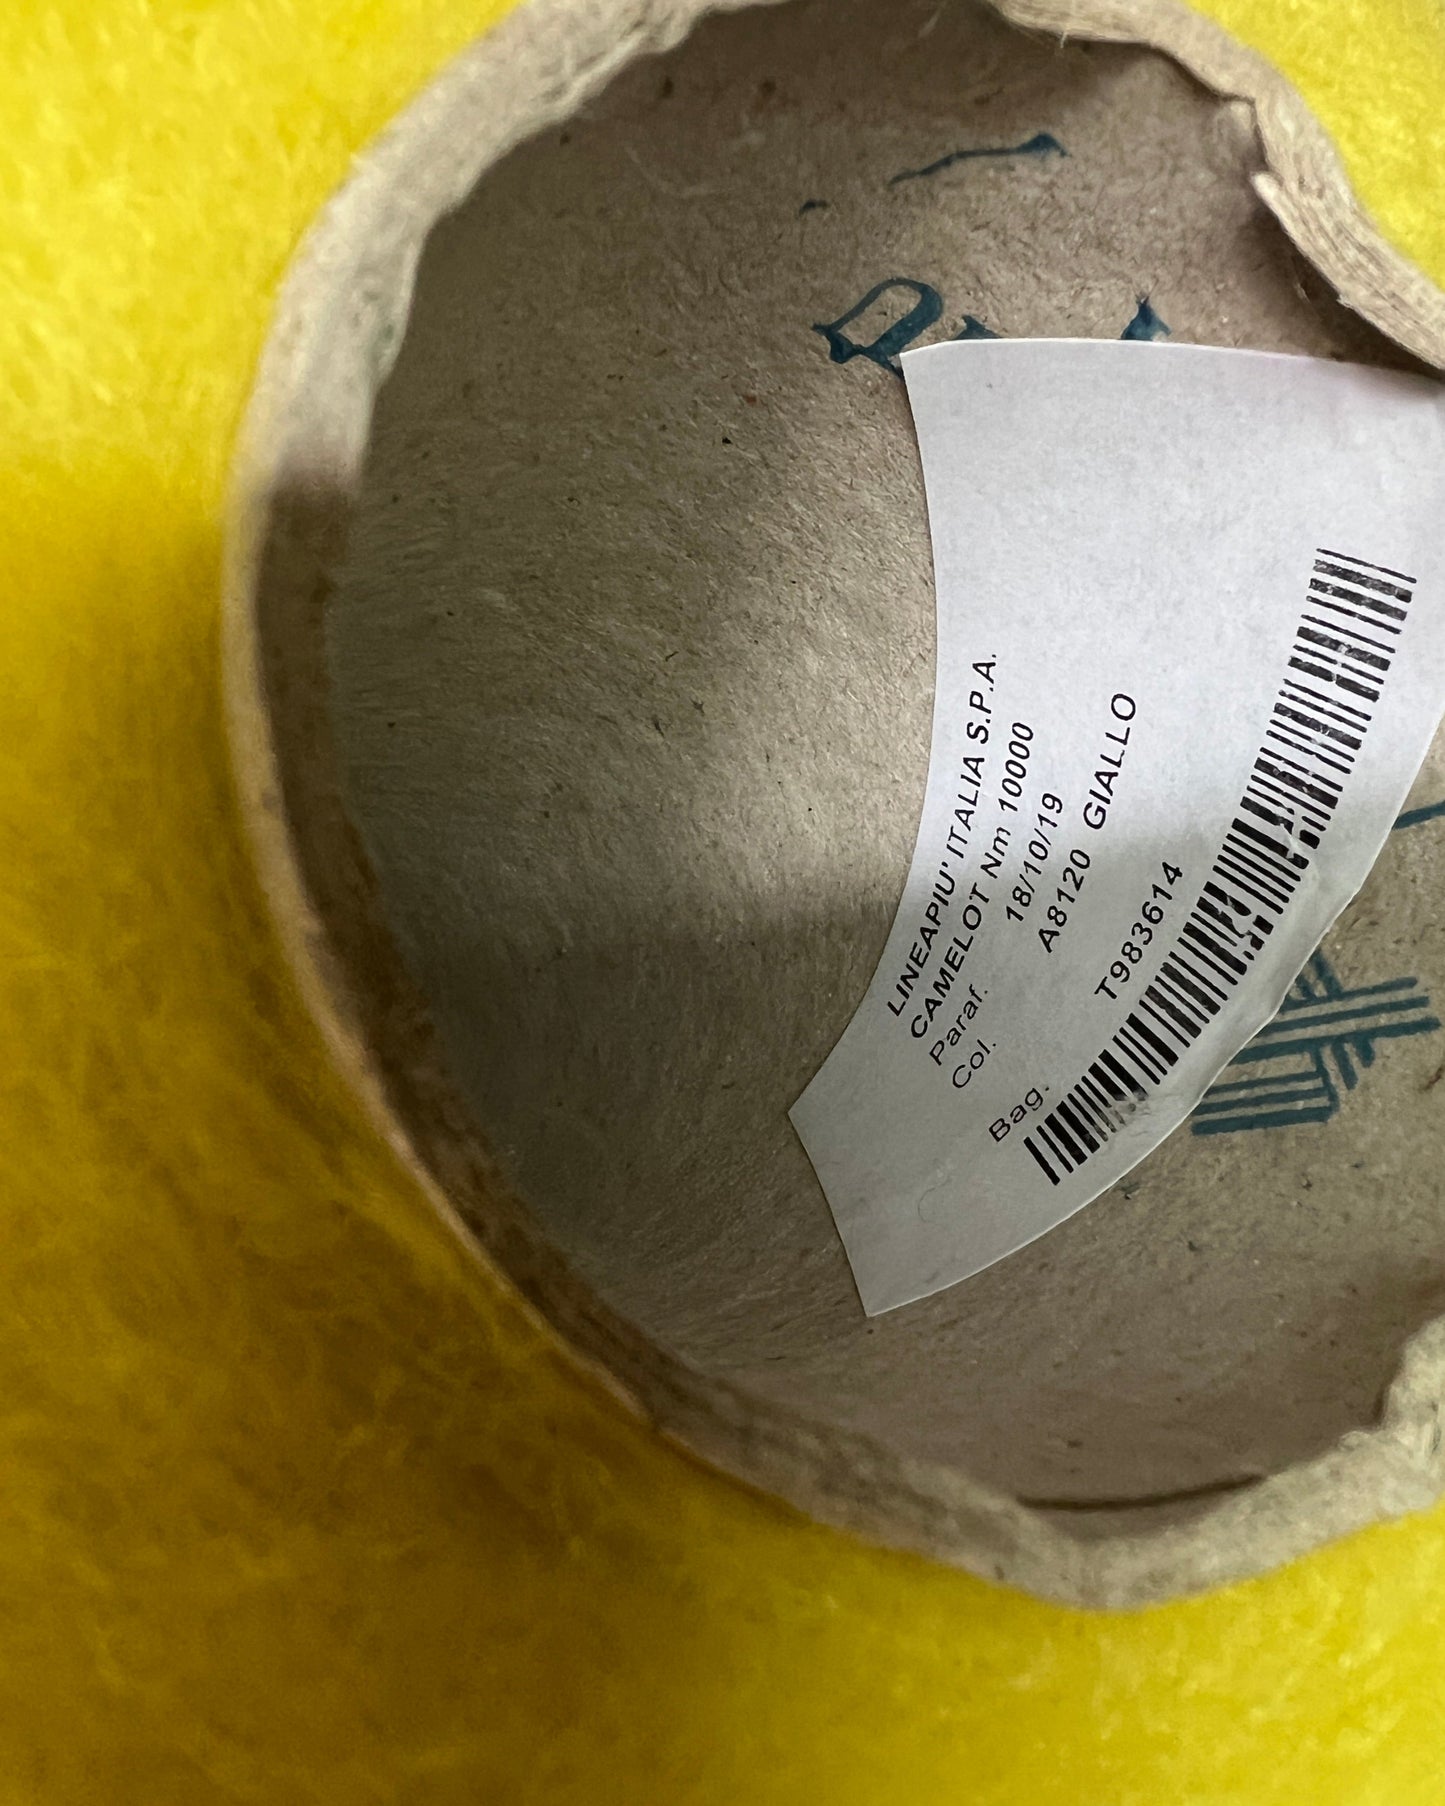 LINEAPIU' ITALIA S.P.A.
CAMELOT Nm 10000
Paraf. 18/10/19
Col. A8120 GIALLO
Bag. T983614